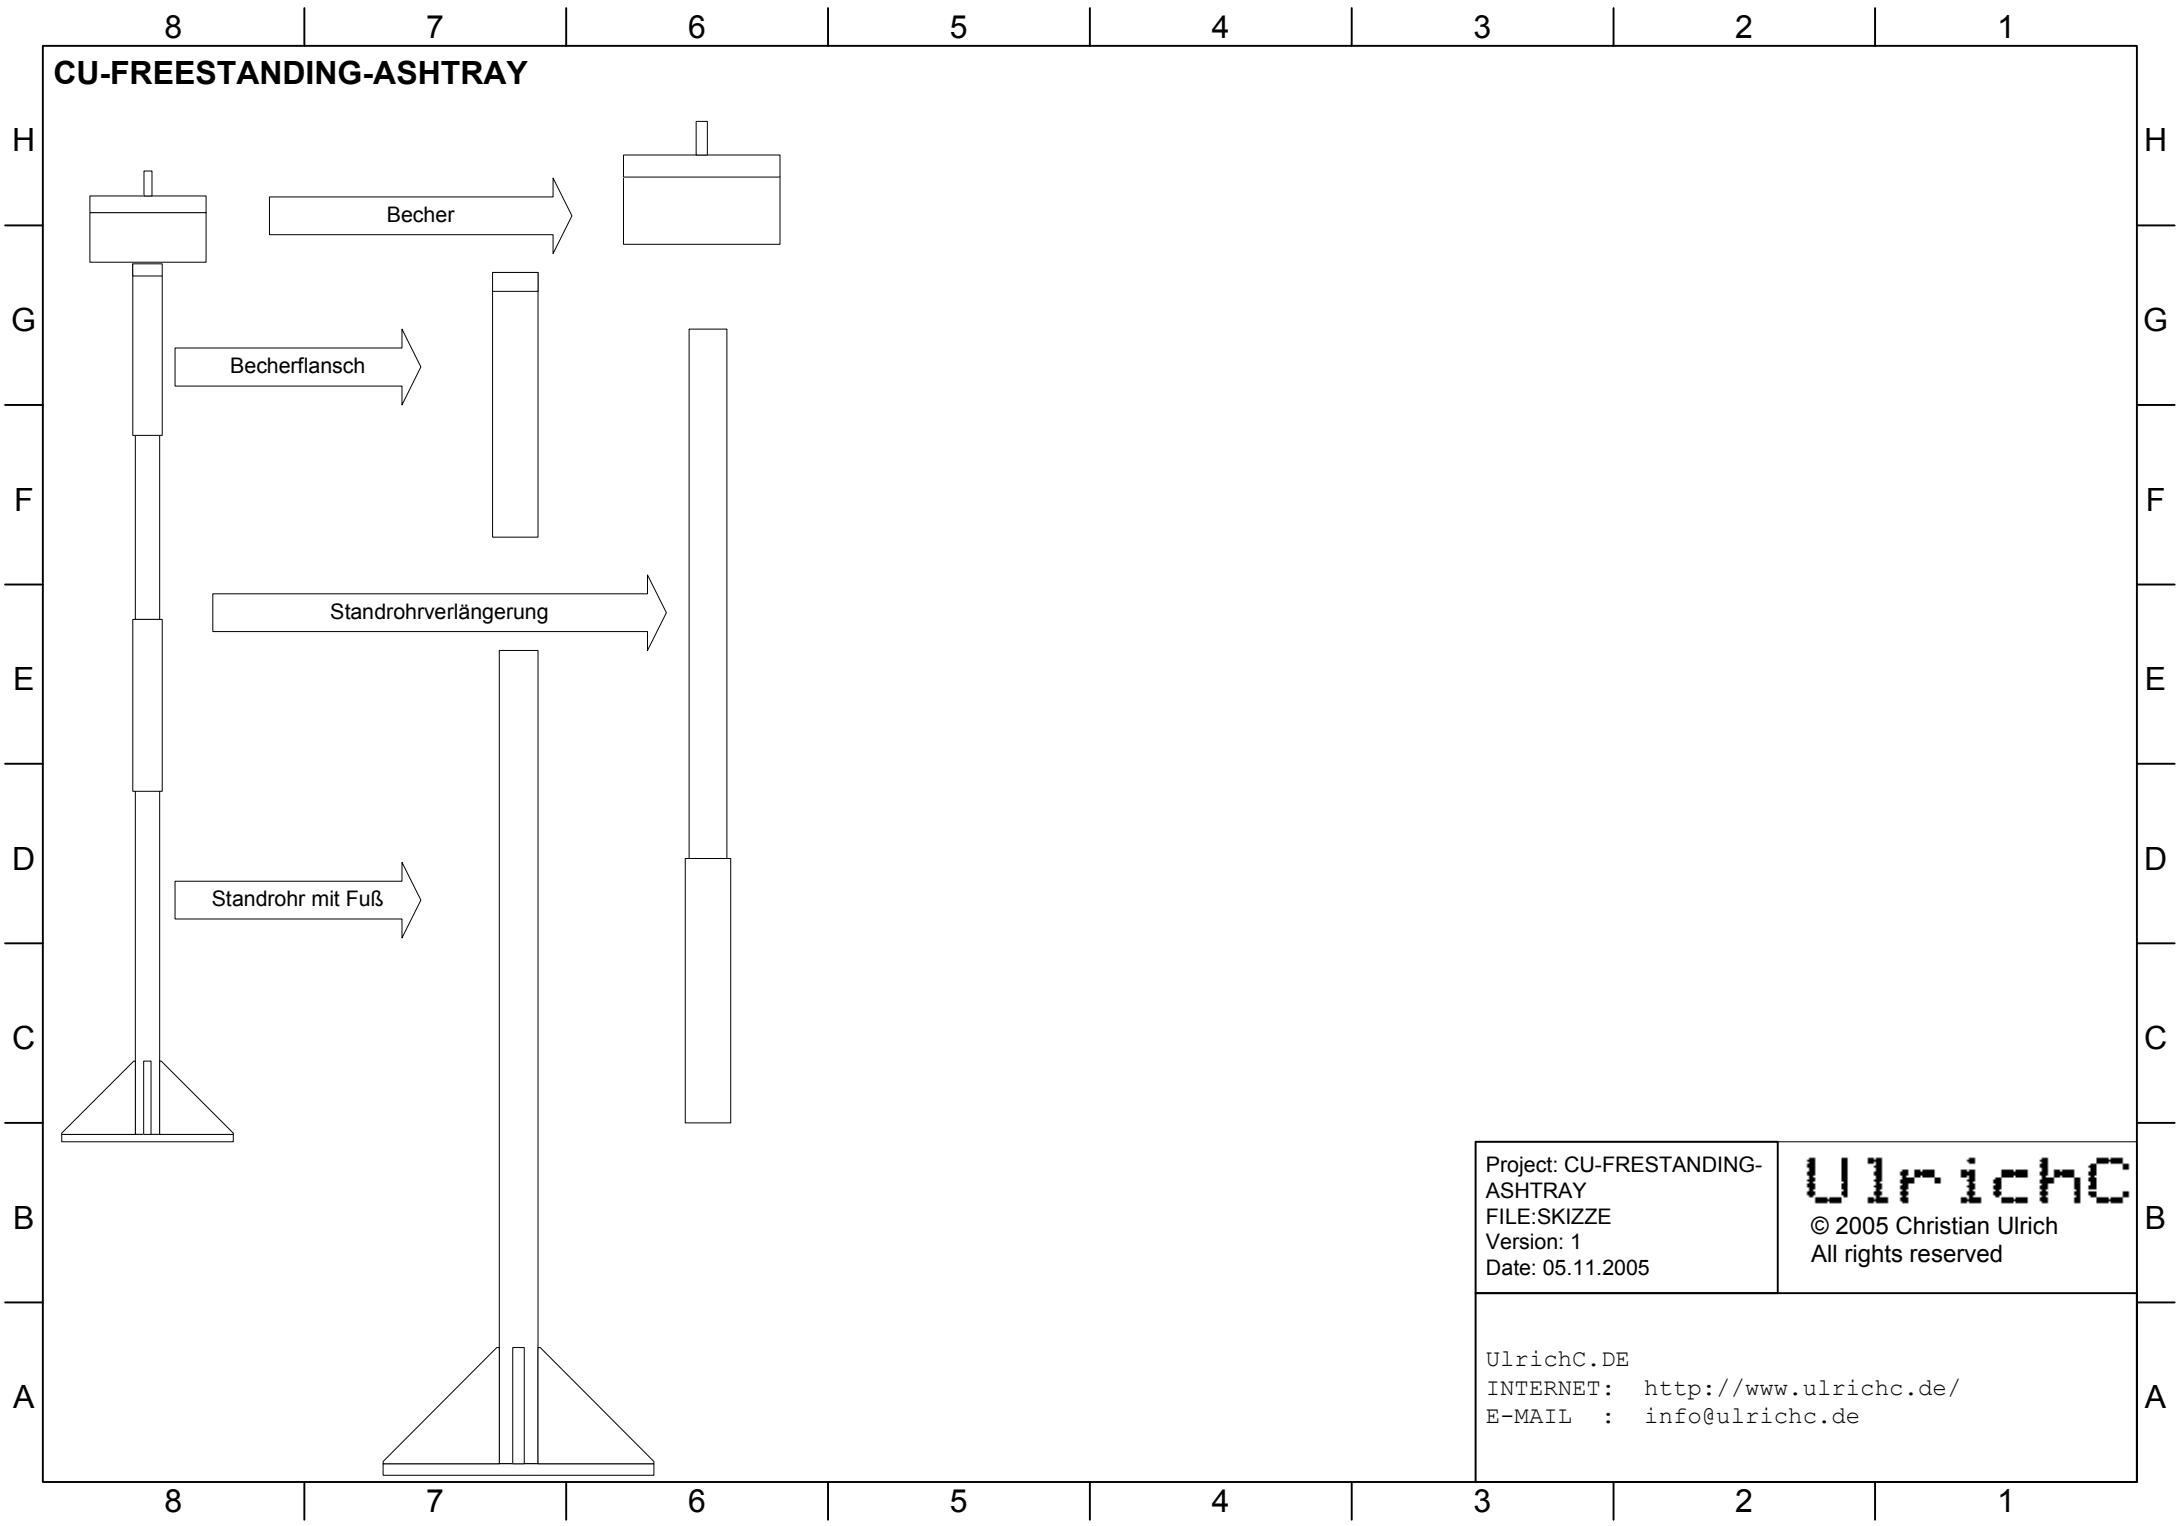 8 7 6 5 4 3 2 1
CU-FREESTANDING-ASHTRAY
H H
Becher
G G
Becherflansch
F F
Standrohrverlängerung
E E
D D
Standrohr mit Fuß
C C
Project: CU-FRESTANDING-
ASHTRAY
FILE:SKIZZE
Version: 1
Date: 05.11.2005
UlrichC
© 2005 Christian Ulrich
All rights reserved
B B
UlrichC.DE
INTERNET: http://www.ulrichc.de/
E-MAIL : info@ulrichc.de
A A
8 7 6 5 4 3 2 1